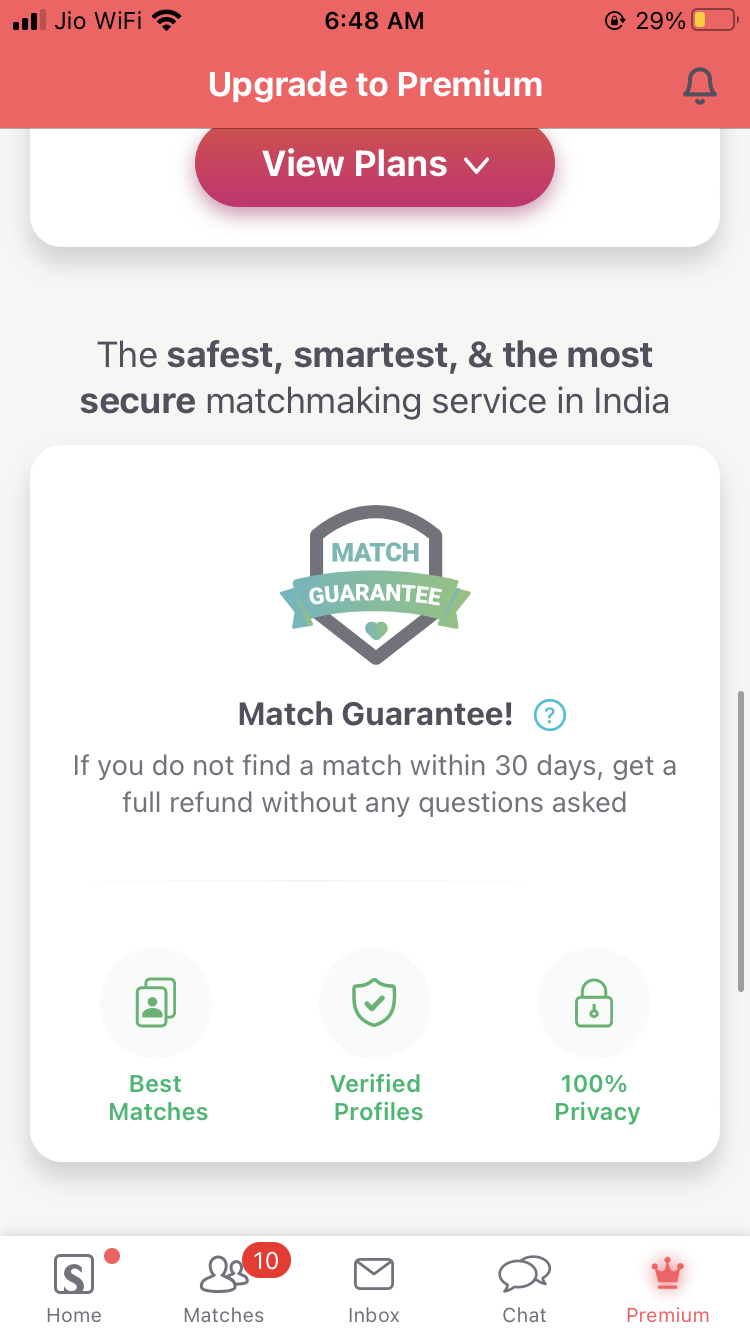 Jio WiFi 6:48 AM 29%
Upgrade to Premium
View Plans
The safest, smartest, & the most
secure matchmaking service in India
MATCH
GUARANTEE
Match Guarantee! ?
If you do not find a match within 30 days, get a
full refund without any questions asked
Best Matches
Verified Profiles
100% Privacy
S
10
Home Matches Inbox Chat Premium